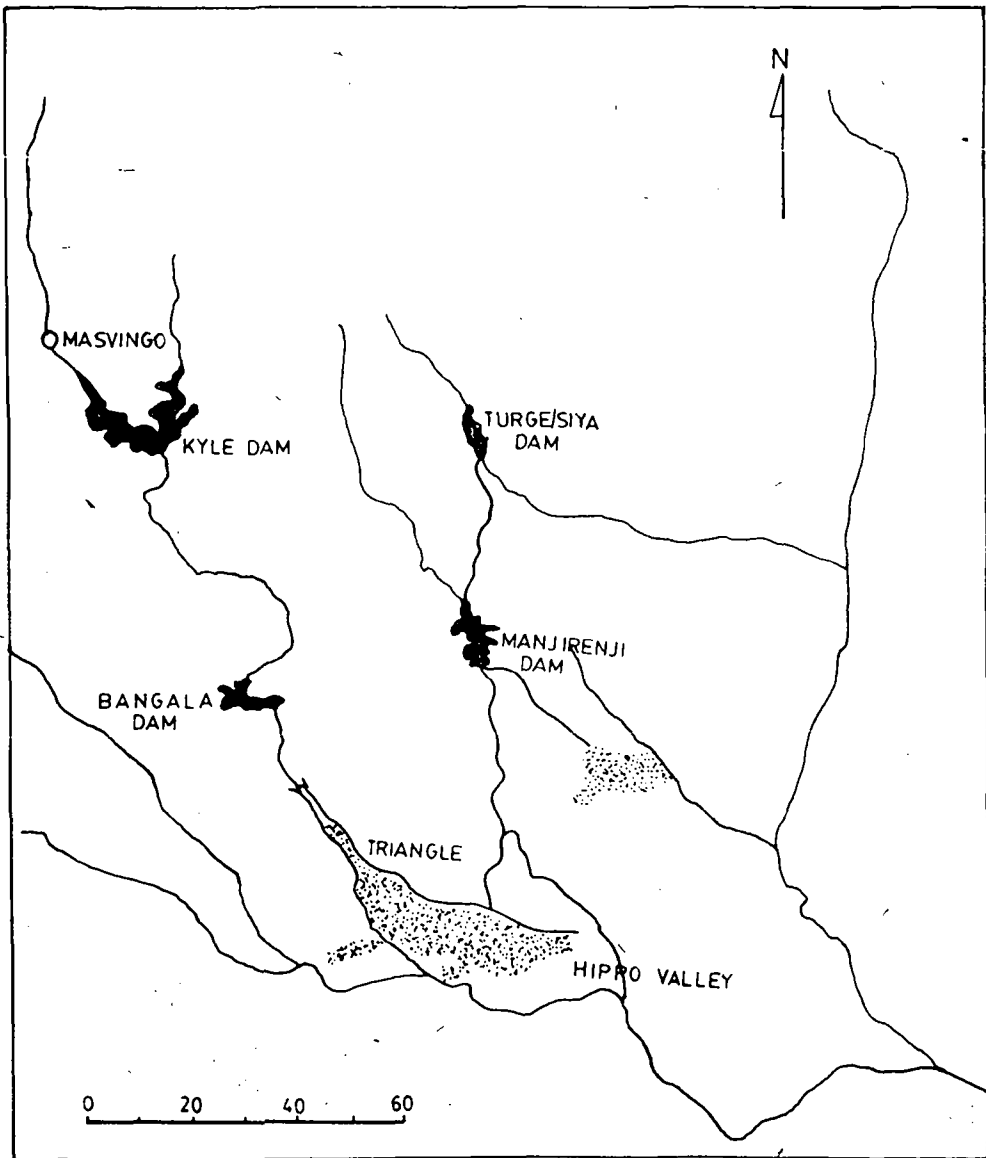 N
MASVINGO
KYLE DAM
TURGE/SIYA
DAM
MANJIRENJI
DAM
BANGALA
DAM
TRIANGLE
HIPPO VALLEY
0 20 40 60